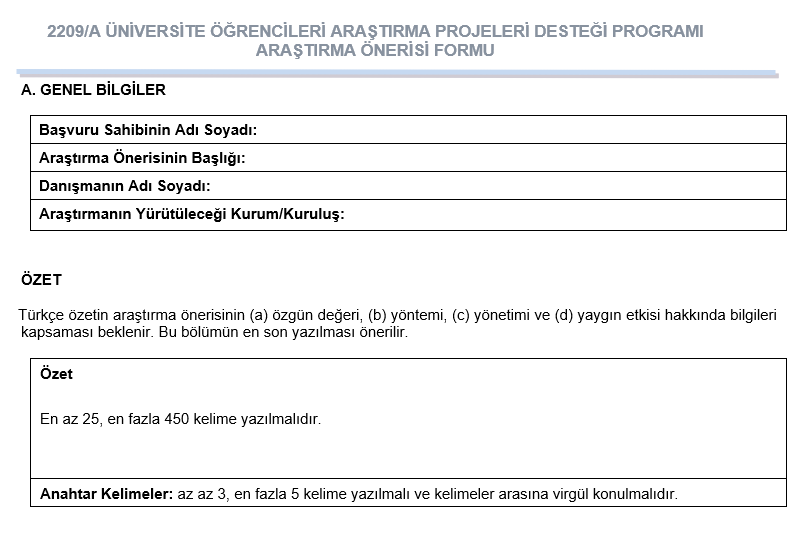 2209/A ÜNİVERSİTE ÖĞRENCİLERİ ARAŞTIRMA PROJELERİ DESTEĞİ PROGRAMI
ARAŞTIRMA ÖNERİSİ FORMU
A. GENEL BİLGİLER
Başvuru Sahibinin Adı Soyadı:
Araştırma Önerisinin Başlığı:
Danışmanın Adı Soyadı:
Araştırmanın Yürütüleceği Kurum/Kuruluş:
ÖZET
Türkçe özetin araştırma önerisinin (a) özgün değeri, (b) yöntemi, (c) yönetimi ve (d) yaygın etkisi hakkında bilgileri
kapsaması beklenir. Bu bölümün en son yazılması önerilir.
Özet
En az 25, en fazla 450 kelime yazılmalıdır.
Anahtar Kelimeler: az az 3, en fazla 5 kelime yazılmalı ve kelimeler arasına virgül konulmalıdır.